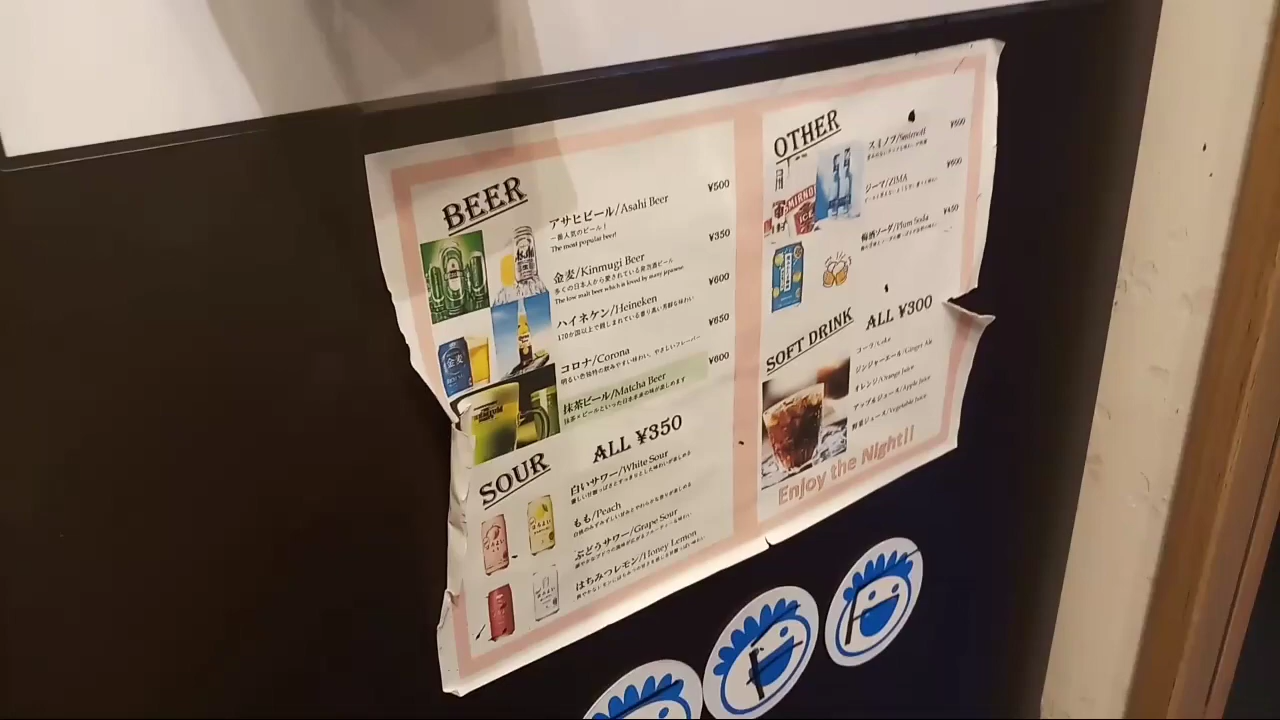 BEER
¥500
アサヒビール/Asahi Beer
一番人気のビール！
The most popular beer!
¥350
金麦/Kinmugi Beer
多くの日本人から愛されている発泡酒ビール
The low malt beer which is loved by many japanese.
¥600
ハイネケン/Heineken
170か国以上で親しまれている香り高い芳醇な味わい
¥650
コロナ/Corona
明るい色独特の飲みやすい味わい、やさしいフレーバー
¥600
抹茶ビール/Matcha Beer
抹茶×ビールといった日本本来の味が楽しめます
SOUR
ALL ¥350
白いサワー/White Sour
もも/Peach
ぶどうサワー/Grape Sour
はちみつレモン/Honey Lemon
OTHER
スミノフ/Smirnoff
ジーマ/ZIMA
¥600
梅酒ソーダ/Plum Soda
¥450
SOFT DRINK
ALL ¥300
コーラ/Coke
ジンジャーエール/Ginger Ale
オレンジ/Orange Juice
アップルジュース/Apple Juice
野菜ジュース/Vegetable Juice
Enjoy the Night!!